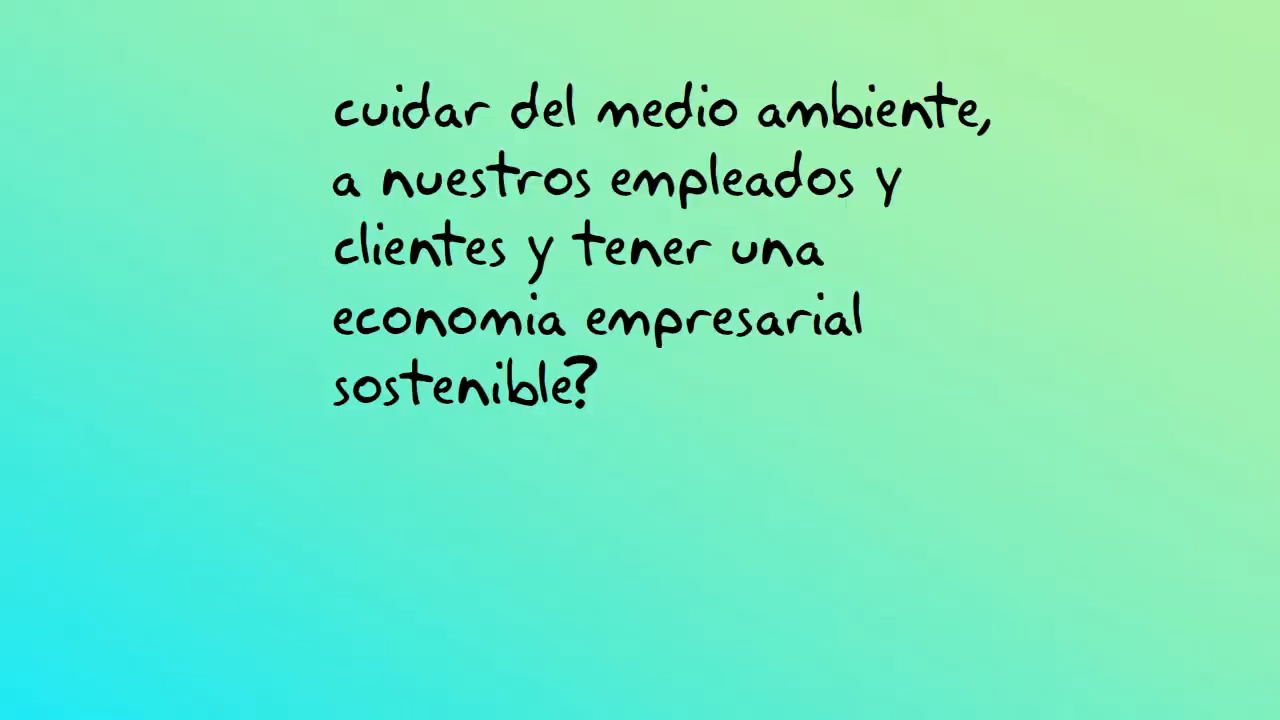 cuidar del medio ambiente,
a nuestros empleados y
clientes y tener una
economia empresarial
sostenible?